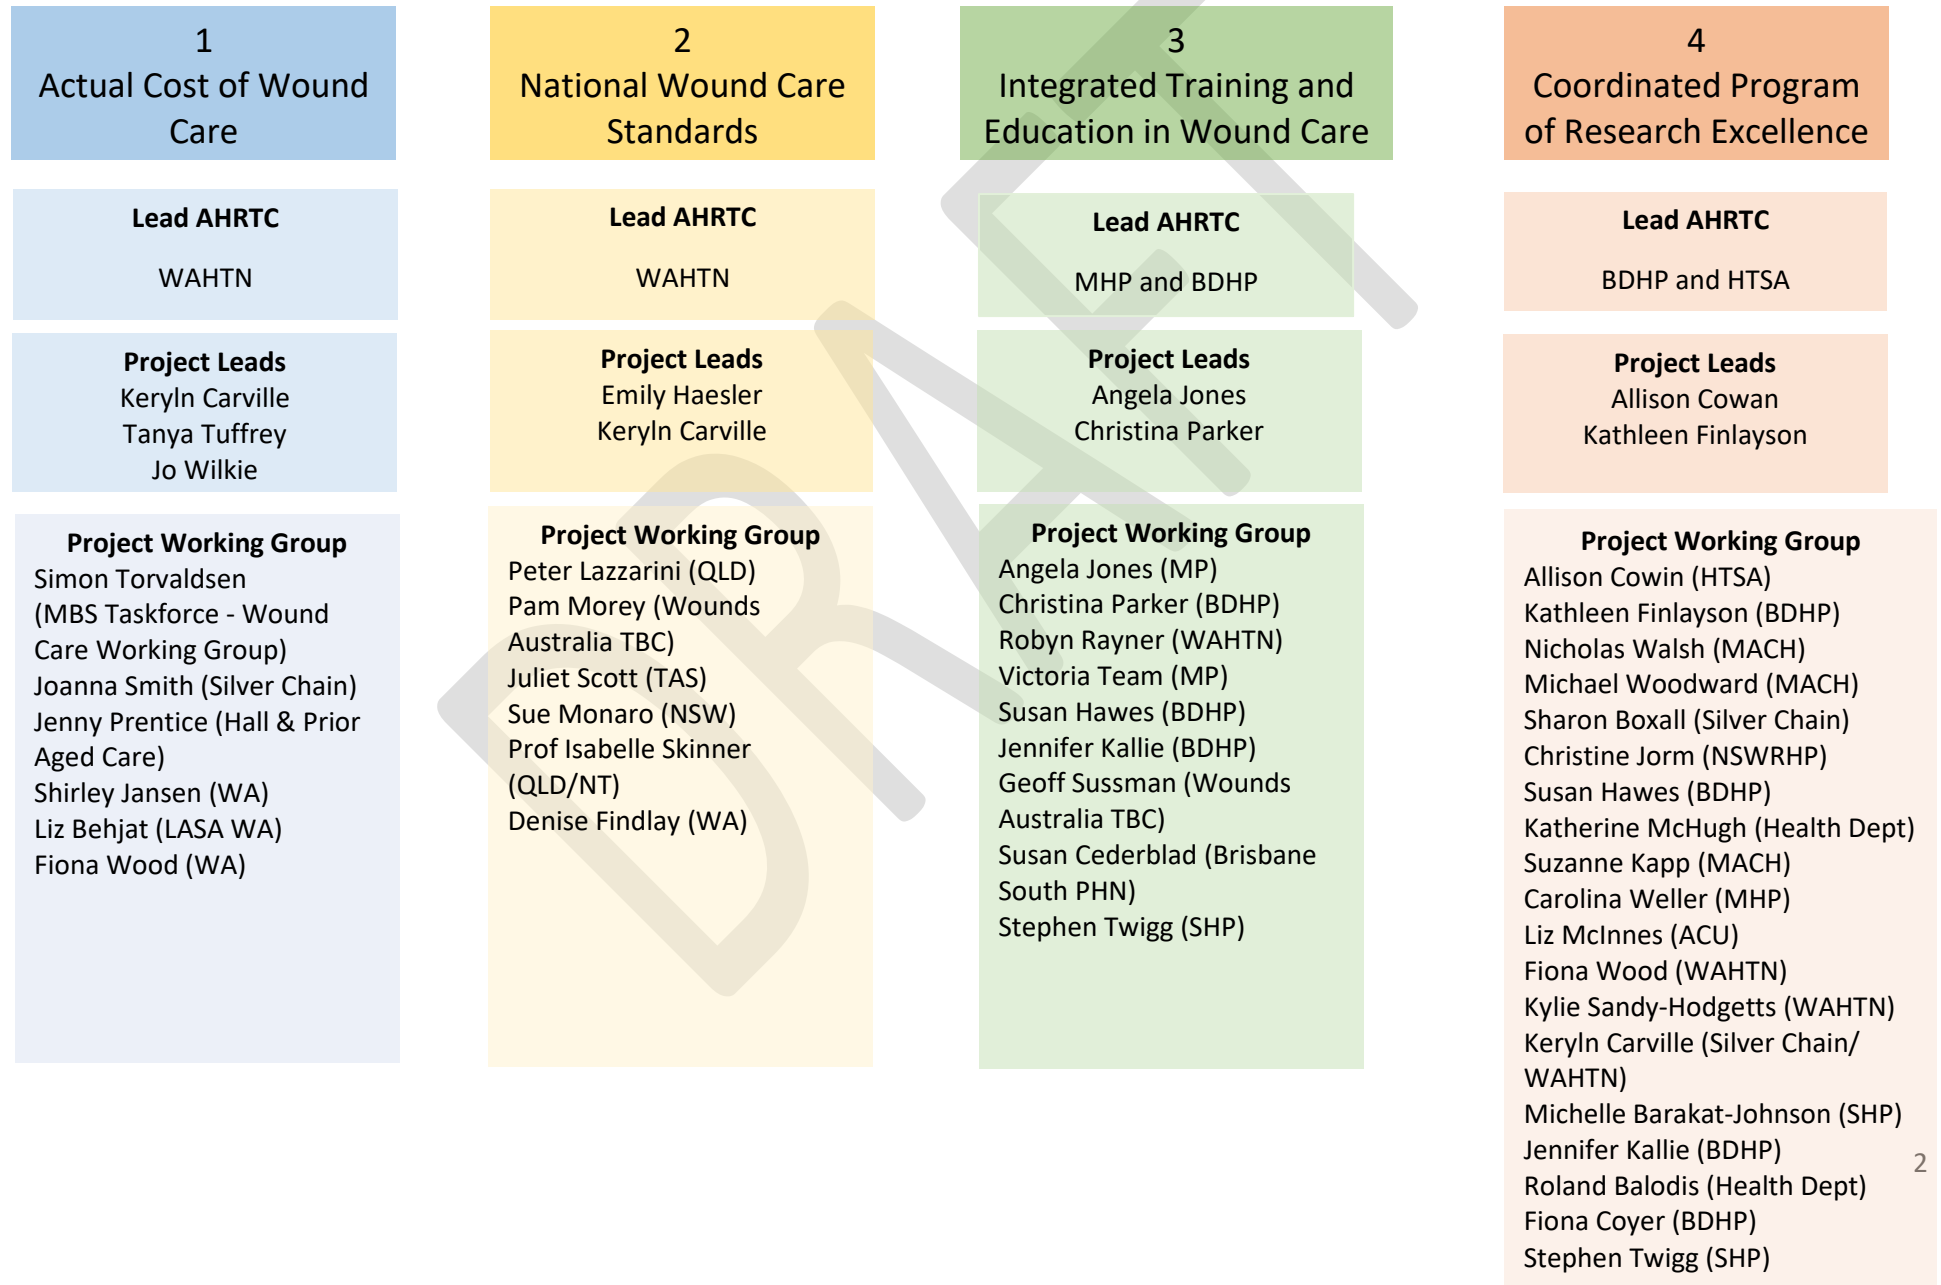 1
Actual Cost of Wound
Care
Lead AHRTC
WAHTN
Project Leads
Keryln Carville
Tanya Tuffrey
Jo Wilkie
Project Working Group
Simon Torvaldsen
(MBS Taskforce - Wound
Care Working Group)
Joanna Smith (Silver Chain)
Jenny Prentice (Hall & Prior
Aged Care)
Shirley Jansen (WA)
Liz Behjat (LASA WA)
Fiona Wood (WA)
2
National Wound Care
Standards
Lead AHRTC
WAHTN
Project Leads
Emily Haesler
Keryln Carville
Project Working Group
Peter Lazzarini (QLD)
Pam Morey (Wounds
Australia TBC)
Juliet Scott (TAS)
Sue Monaro (NSW)
Prof Isabelle Skinner
(QLD/NT)
Denise Findlay (WA)
3
Integrated Training and
Education in Wound Care
Lead AHRTC
MHP and BDHP
Project Leads
Angela Jones
Christina Parker
Project Working Group
Angela Jones (MP)
Christina Parker (BDHP)
Robyn Rayner (WAHTN)
Victoria Team (MP)
Susan Hawes (BDHP)
Jennifer Kallie (BDHP)
Geoff Sussman (Wounds
Australia TBC)
Susan Cederblad (Brisbane
South PHN)
Stephen Twigg (SHP)
4
Coordinated Program
of Research Excellence
Lead AHRTC
BDHP and HTSA
Project Leads
Allison Cowan
Kathleen Finlayson
Project Working Group
Allison Cowin (HTSA)
Kathleen Finlayson (BDHP)
Nicholas Walsh (MACH)
Michael Woodward (MACH)
Sharon Boxall (Silver Chain)
Christine Jorm (NSWRHP)
Susan Hawes (BDHP)
Katherine McHugh (Health Dept)
Suzanne Kapp (MACH)
Carolina Weller (MHP)
Liz McInnes (ACU)
Fiona Wood (WAHTN)
Kylie Sandy-Hodgetts (WAHTN)
Keryln Carville (Silver Chain/
WAHTN)
Michelle Barakat-Johnson (SHP)
Jennifer Kallie (BDHP)
Roland Balodis (Health Dept)
Fiona Coyer (BDHP)
Stephen Twigg (SHP)
2
DRAFT